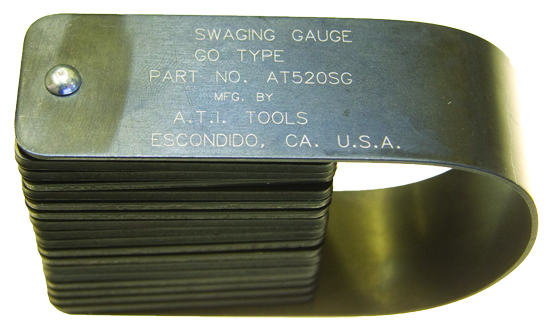 SWAGING GAUGE
GO TYPE
PART NO. AT520SG
MFG. BY
A.T.I. TOOLS
ESCONDIDO, CA. U.S.A.